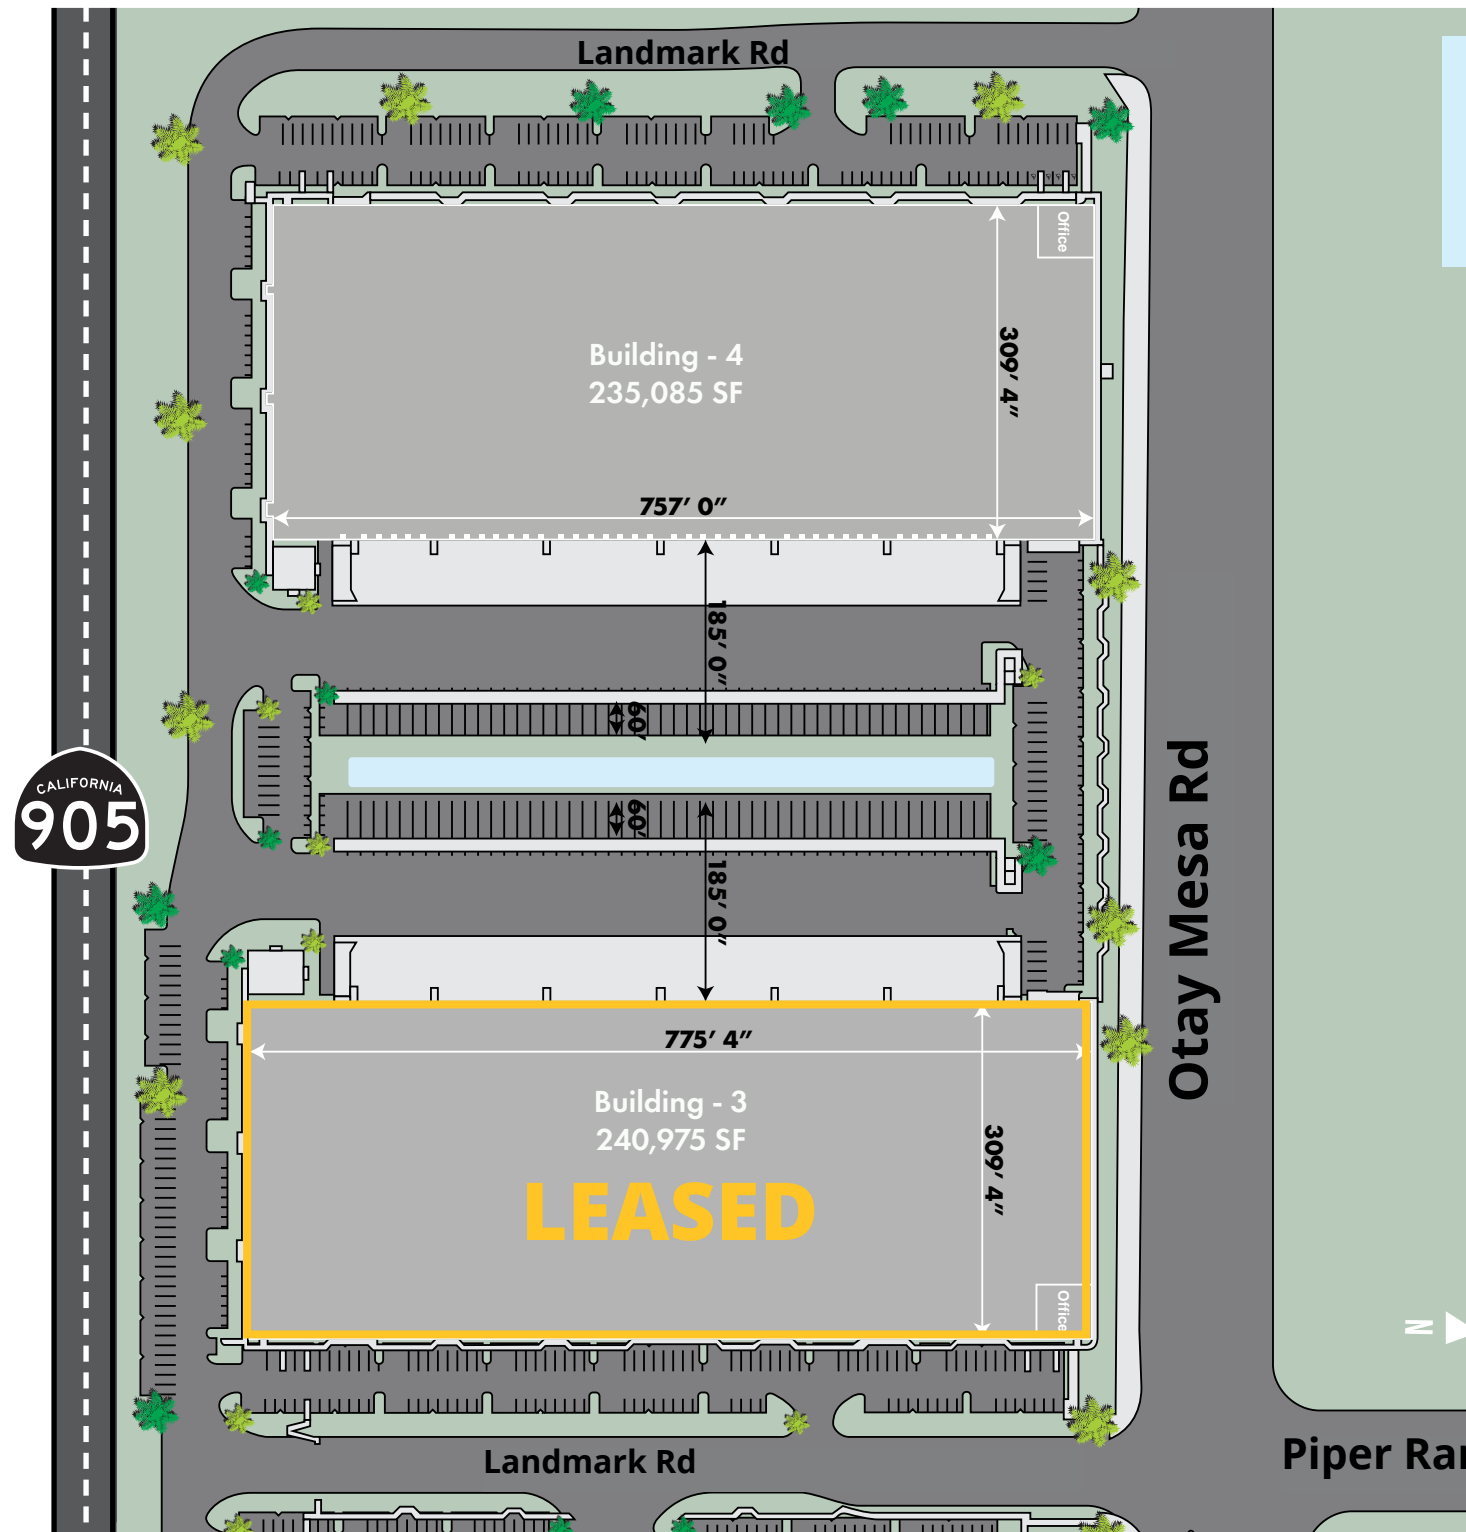 Landmark Rd
Office
Building - 4
235,085 SF
309' 4"
757' 0"
185' 0"
60'
CALIFORNIA
905
60'
185' 0"
Otay Mesa Rd
775' 4"
Building - 3
240,975 SF
309' 4"
LEASED
Office
N
Landmark Rd
Piper